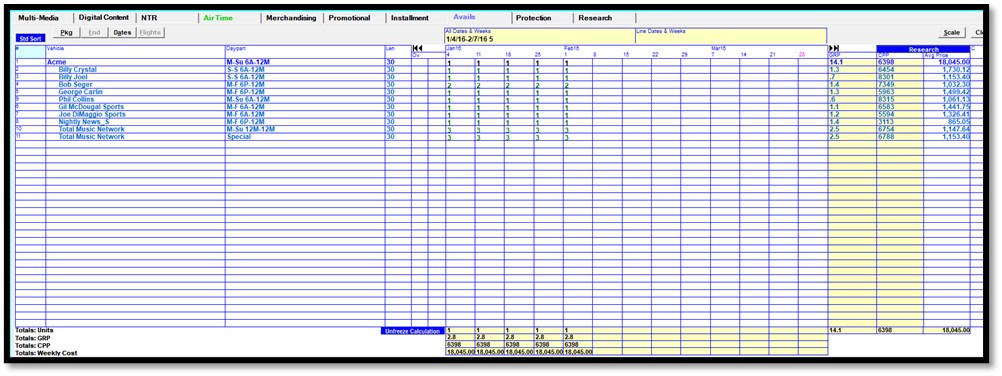 Multi-Media Digital Content NTR Air Time Merchandising Promotional Installment Avails Protection Research
Pkg End Dates Flights All Dates & Weeks Line Dates & Weeks Scale
Std Sort 1/4/16-2/7/16 5
# Vehicle Daypart Len Jan16 Feb16 Mar16 Research
Ov 4 11 18 25 1 8 15 22 29 7 14 21 28 GRP CPP Avg Price
1 Acme M-Su 6A-12M 30 1 1 1 1 1 14.1 6398 18,045.00
2 Billy Crystal S-S 6A-12M 30 1 1 1 1 1 1.3 6454 1,730.12
3 Billy Joel S-S 6A-12M 30 1 1 1 1 1 .7 8301 1,153.40
4 Bob Seger M-F 6P-12M 30 2 2 2 2 2 1.4 7349 1,032.30
5 George Carlin M-F 6P-12M 30 1 1 1 1 1 1.3 5963 1,499.42
Phil Collins M-Su 6A-12M 30 1 1 1 1 1 .6 8315 1,061.13
6 Gil McDougal Sports M-F 6A-12M 30 1 1 1 1 1 1.1 6583 1,441.75
7 Joe DiMaggio Sports M-F 6A-12M 30 1 1 1 1 1 1.2 5594 1,326.41
8 Nightly News_S M-F 6P-12M 30 1 1 1 1 1 1.4 3113 865.05
10 Total Music Network M-Su 12M-12M 30 3 3 3 3 3 2.5 6754 1,147.64
11 Total Music Network Special 30 3 3 3 3 3 2.5 6788 1,153.40
Totals: Units Unfreeze Calculation 1 1 1 1 1 14.1 6398 18,045.00
Totals: GRP 2.8 2.8 2.8 2.8 2.8
Totals: CPP 6398 6398 6398 6398 6398
Totals: Weekly Cost 18,045.00 18,045.00 18,045.00 18,045.00 18,045.00